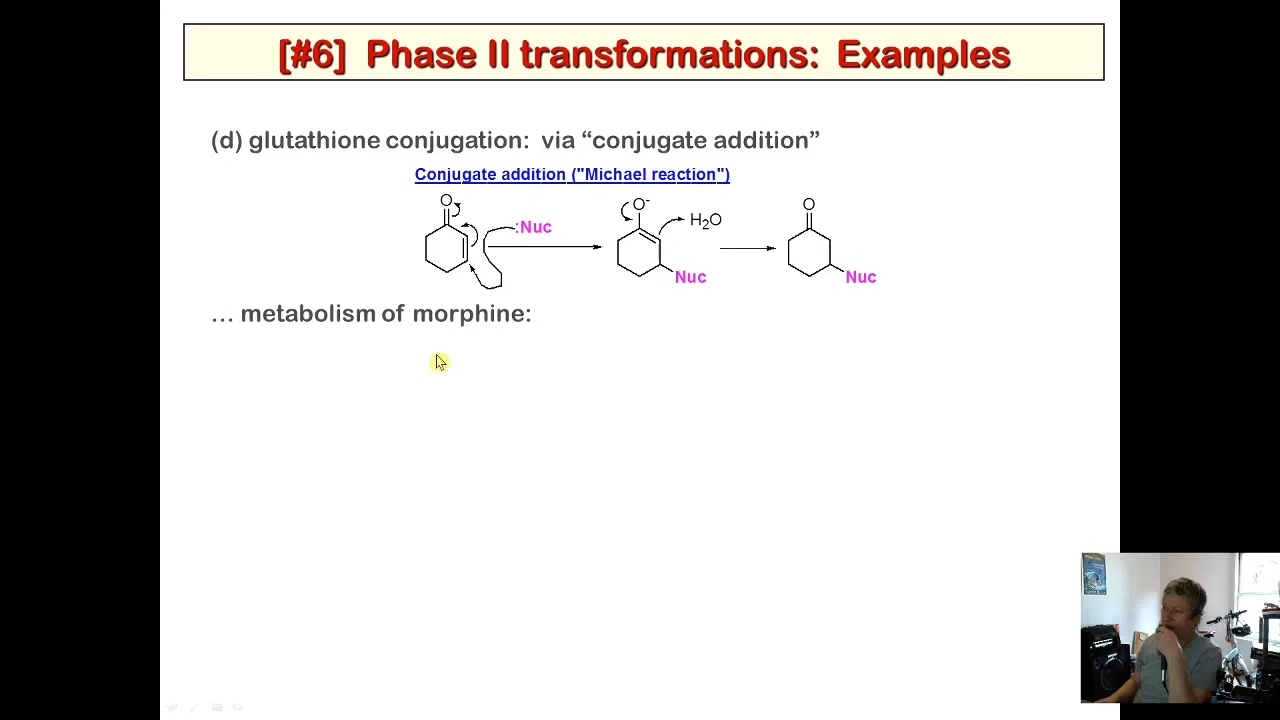 [#6] Phase II transformations: Examples
(d) glutathione conjugation: via “conjugate addition”
Conjugate addition ("Michael reaction")
O O- O
:Nuc H2O
Nuc Nuc
… metabolism of morphine: